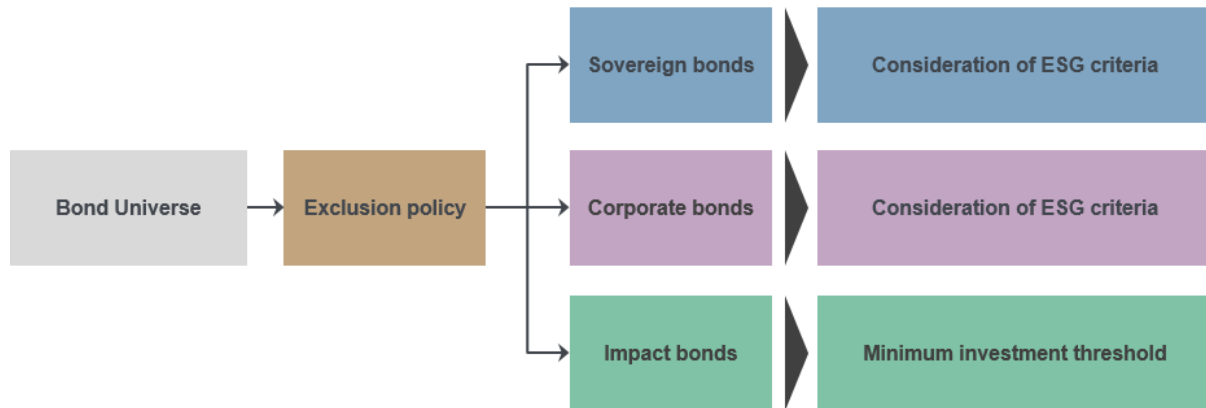 Sovereign bonds
Consideration of ESG criteria
Bond Universe
Exclusion policy
Corporate bonds
Consideration of ESG criteria
Impact bonds
Minimum investment threshold